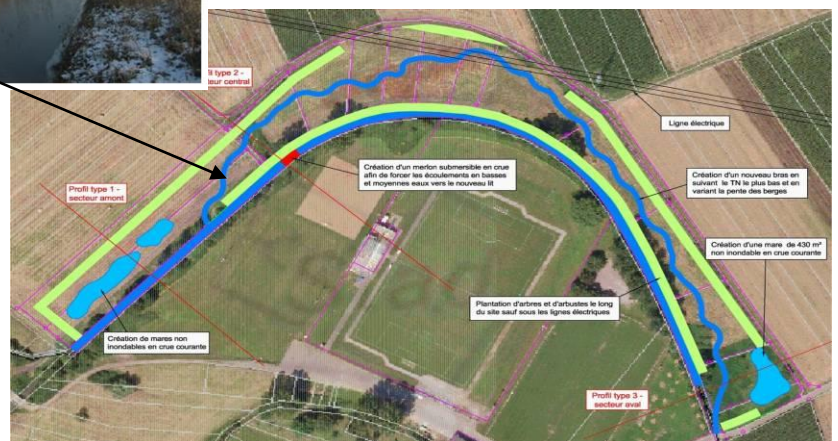 il type 2 -
teur central
Ligne électrique
Création d'un merlon submersible en crue
afin de forcer les écoulements en basses
et moyennes eaux vers le nouveau lit
Création d'un nouveau bras en
suivant le TN le plus bas et en
variant la pente des berges
Profil type 1 -
secteur amont
Création d'une mare de 430 m²
non inondable en crue courante
Stade
Plantation d'arbres et d'arbustes le long
du site sauf sous les lignes électriques
Création de mares non
inondables en crue courante
Profil type 3 -
secteur aval